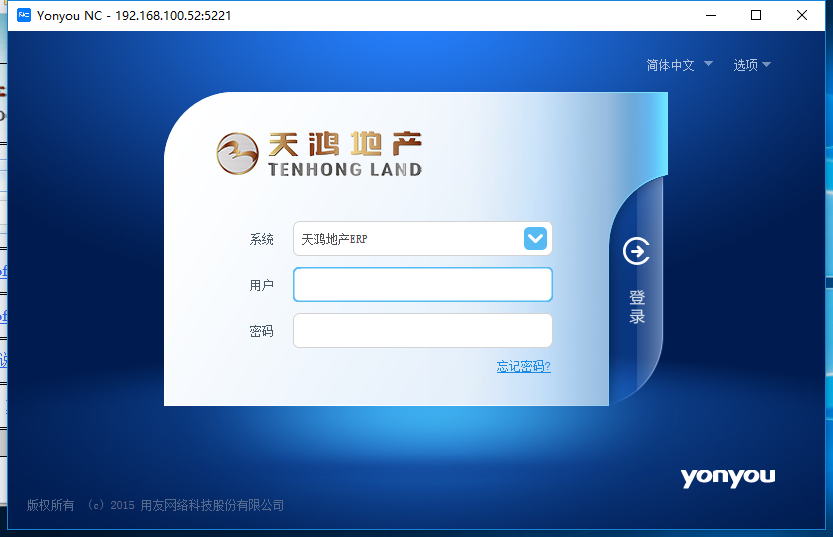 Yonyou NC - 192.168.100.52:5221
简体中文 选项
天鸿地产
TENHONG LAND
系统 天鸿地产ERP
用户
密码
忘记密码?
登录
yonyou
版权所有 (c) 2015 用友网络科技股份有限公司